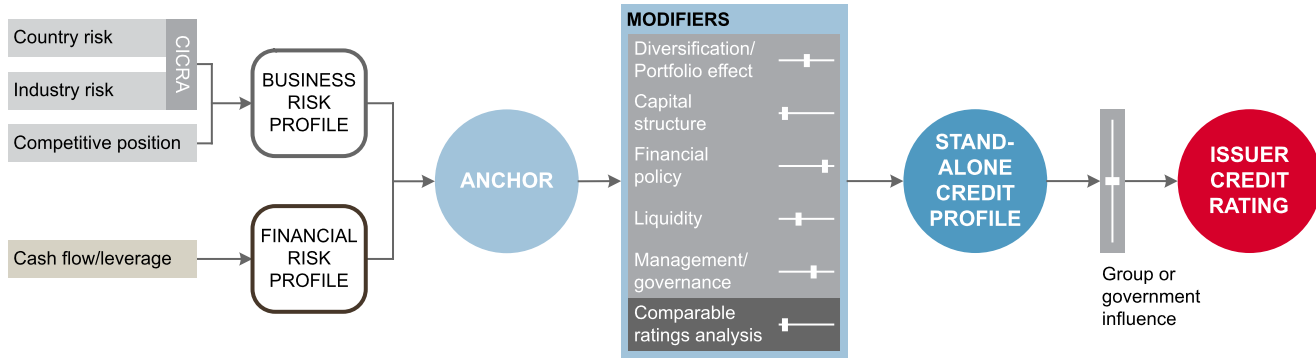 Country risk
CICRA
Industry risk
Competitive position
BUSINESS
RISK
PROFILE
Cash flow/leverage
FINANCIAL
RISK
PROFILE
ANCHOR
MODIFIERS
Diversification/
Portfolio effect
Capital
structure
Financial
policy
Liquidity
Management/
governance
Comparable
ratings analysis
STAND-
ALONE
CREDIT
PROFILE
Group or
government
influence
ISSUER
CREDIT
RATING